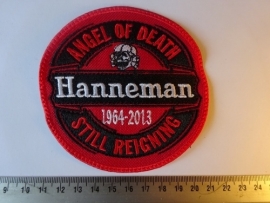 ANGEL OF DEATH
Hanneman
1964-2013
STILL REIGNING
9 10 11 12 13 14 15 16 17 18 19 20 21 22 23 24